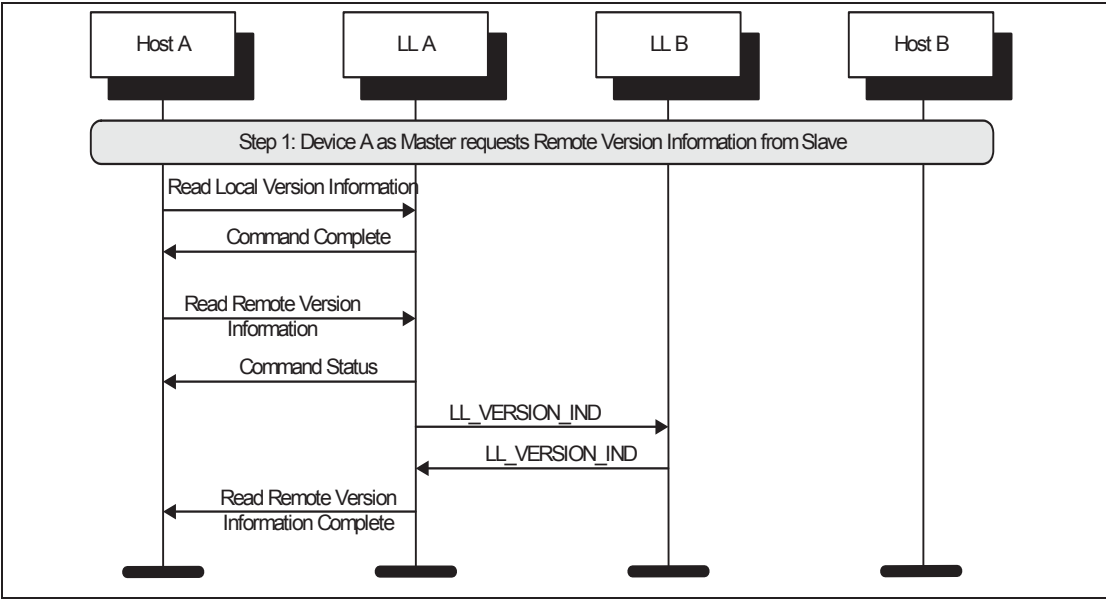 Host A
LL A
LL B
Host B
Step 1: Device A as Master requests Remote Version Information from Slave
Read Local Version Information
Command Complete
Read Remote Version
Information
Command Status
LL_VERSION_IND
LL_VERSION_IND
Read Remote Version
Information Complete